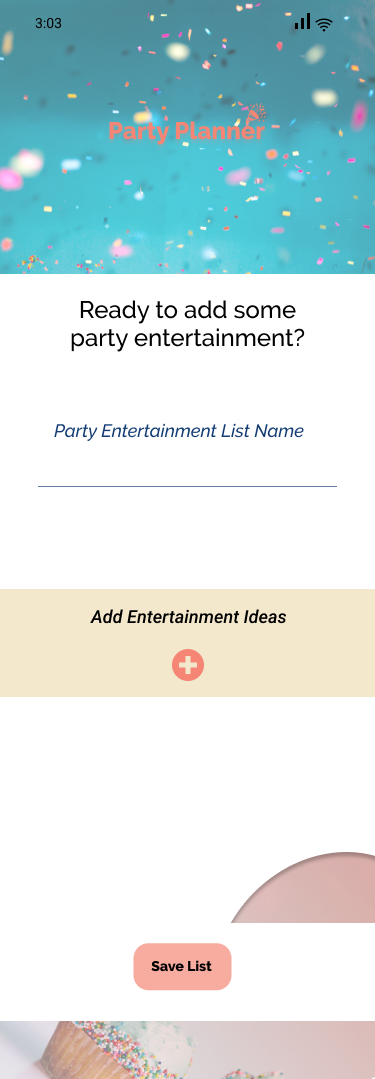 3:03
Party Planner
Ready to add some
party entertainment?
Party Entertainment List Name
Add Entertainment Ideas
Save List